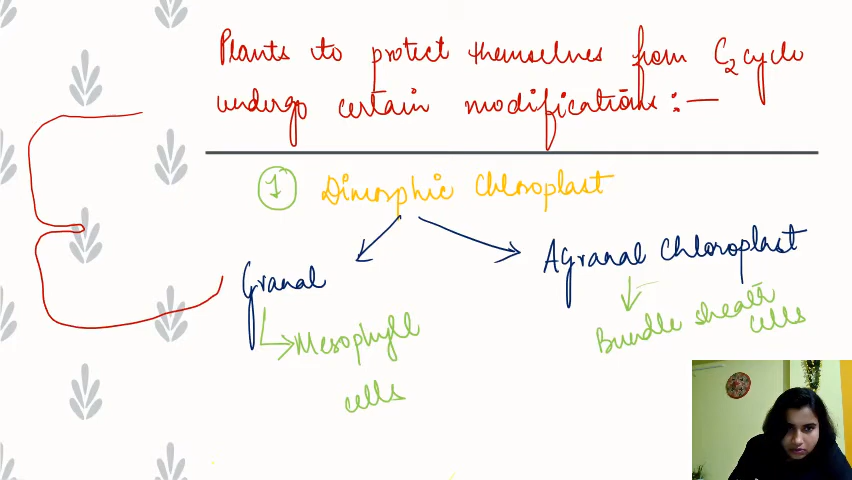 Plants to protect themselves from C2 cycle
undergo certain modifications :—
1 Dimorphic Chloroplast
Granal
Agranal Chloroplast
Mesophyll
cells
Bundle sheath
cells